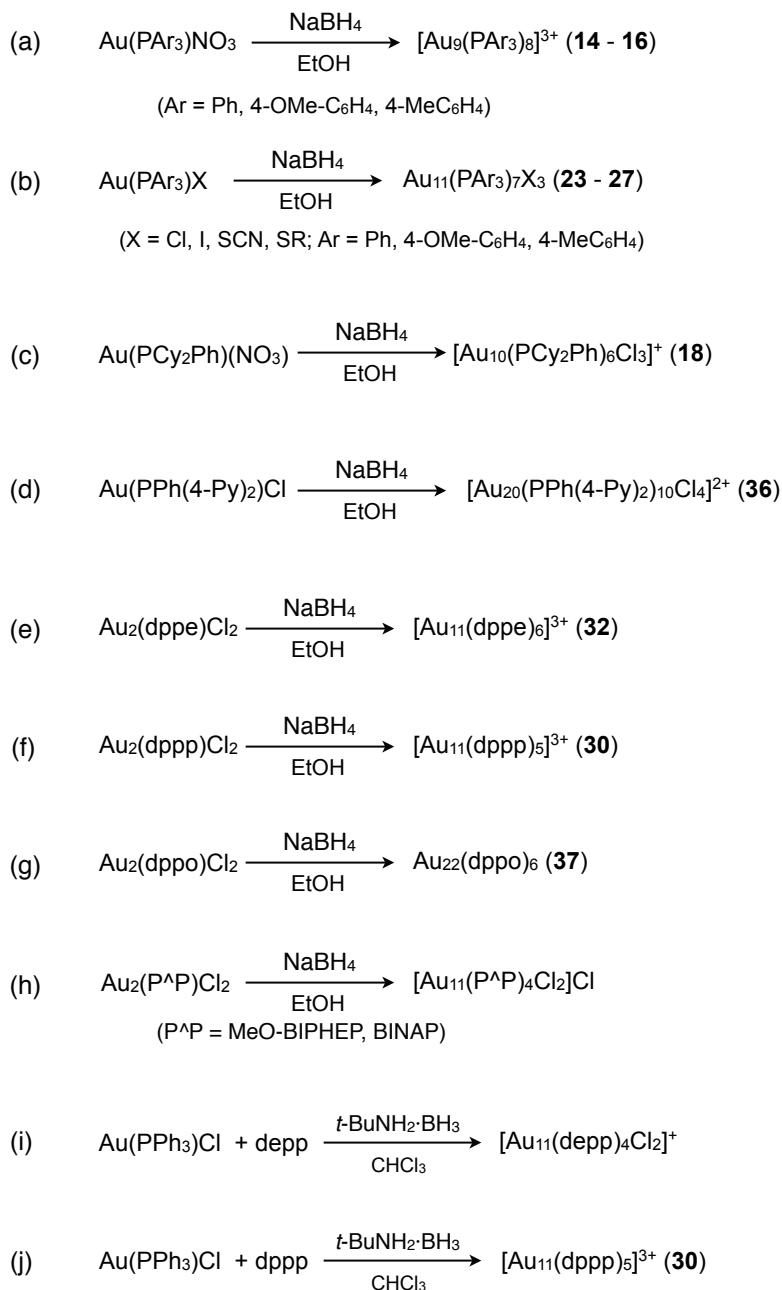 (a) Au(PAr₃)NO₃ NaBH₄ EtOH [Au₉(PAr₃)₈]³⁺ (14 - 16)
(Ar = Ph, 4-OMe-C₆H₄, 4-MeC₆H₄)
(b) Au(PAr₃)X NaBH₄ EtOH Au₁₁(PAr₃)₇X₃ (23 - 27)
(X = Cl, I, SCN, SR; Ar = Ph, 4-OMe-C₆H₄, 4-MeC₆H₄)
(c) Au(PCy₂Ph)(NO₃) NaBH₄ EtOH [Au₁₀(PCy₂Ph)₆Cl₃]⁺ (18)
(d) Au(PPh(4-Py)₂)Cl NaBH₄ EtOH [Au₂₀(PPh(4-Py)₂)₁₀Cl₄]²⁺ (36)
(e) Au₂(dppe)Cl₂ NaBH₄ EtOH [Au₁₁(dppe)₆]³⁺ (32)
(f) Au₂(dppp)Cl₂ NaBH₄ EtOH [Au₁₁(dppp)₅]³⁺ (30)
(g) Au₂(dppo)Cl₂ NaBH₄ EtOH Au₂₂(dppo)₆ (37)
(h) Au₂(P^P)Cl₂ NaBH₄ EtOH [Au₁₁(P^P)₄Cl₂]Cl
(P^P = MeO-BIPHEP, BINAP)
(i) Au(PPh₃)Cl + depp t-BuNH₂·BH₃ CHCl₃ [Au₁₁(depp)₄Cl₂]⁺
(j) Au(PPh₃)Cl + dppp t-BuNH₂·BH₃ CHCl₃ [Au₁₁(dppp)₅]³⁺ (30)